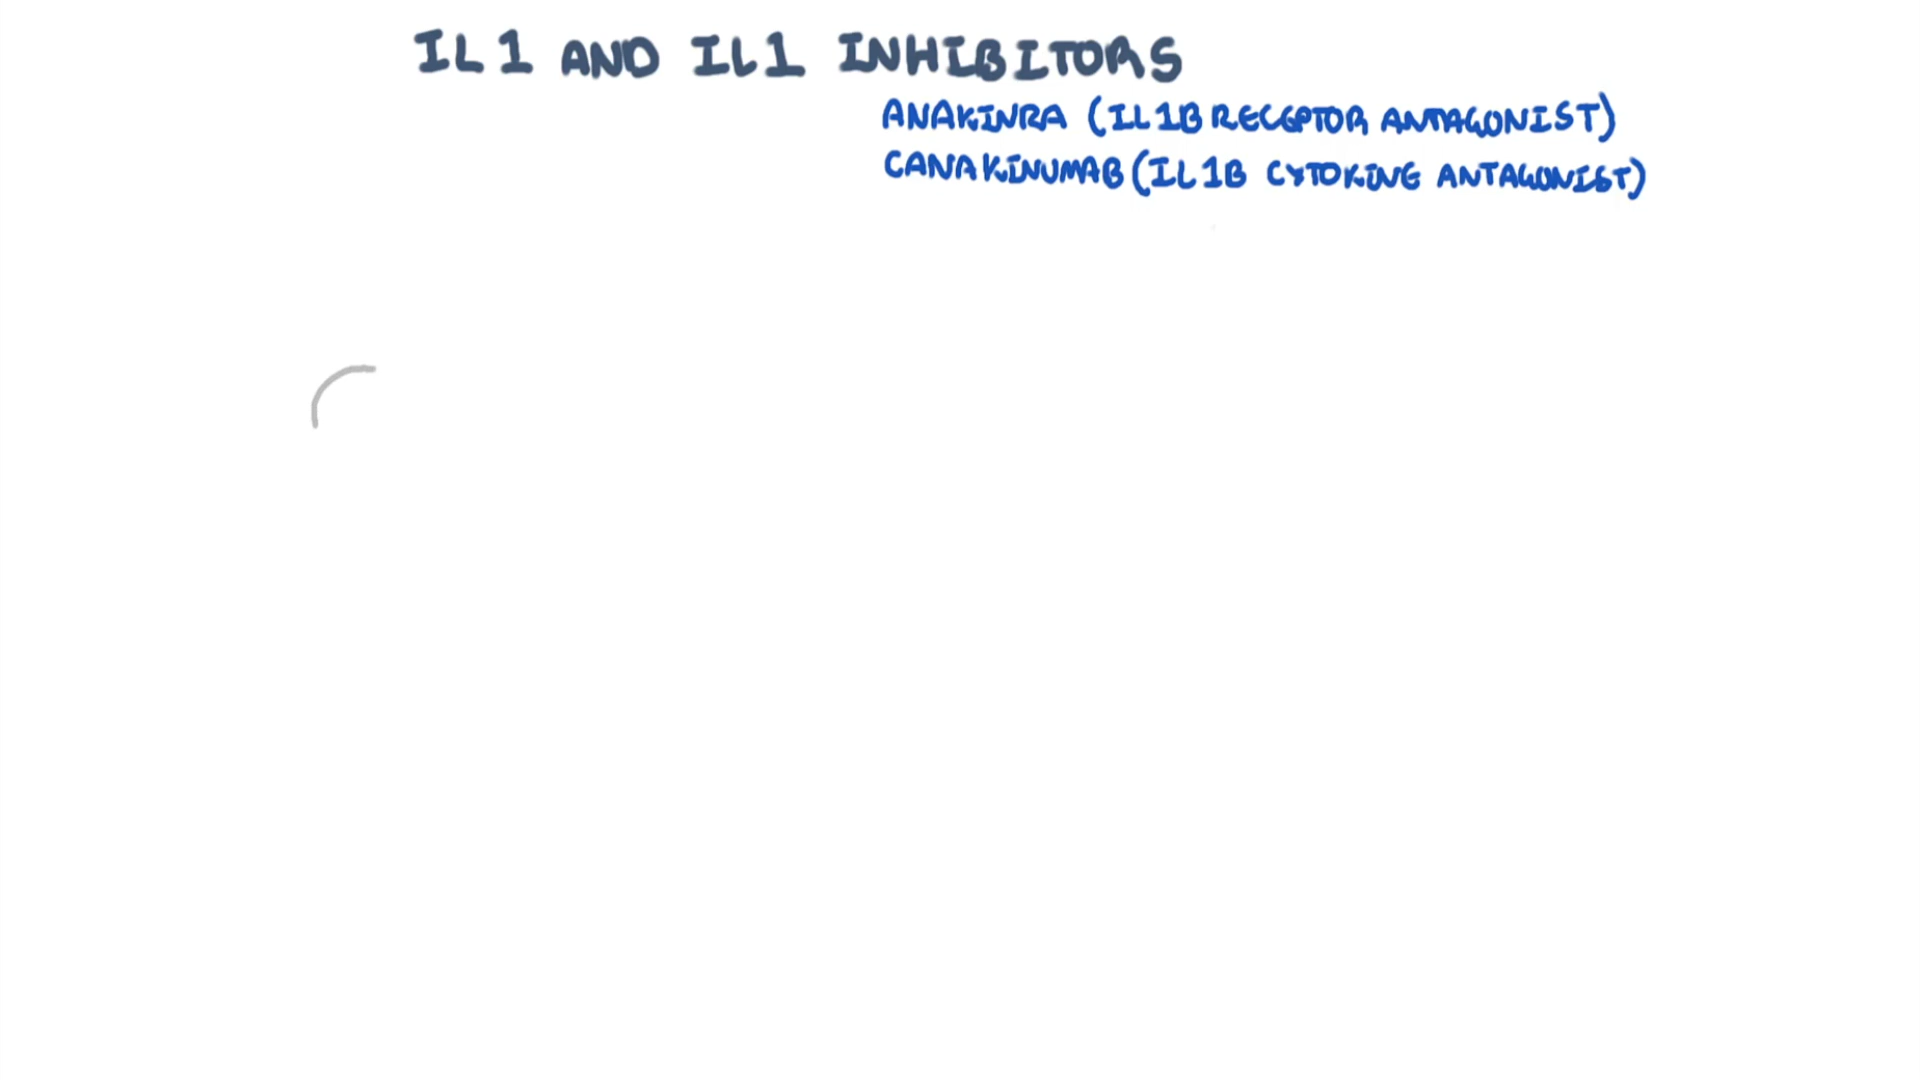 IL1 AND IL1 INHIBITORS
ANAKINRA (IL1B RECEPTOR ANTAGONIST)
CANAKINUMAB (IL1B CYTOKINE ANTAGONIST)